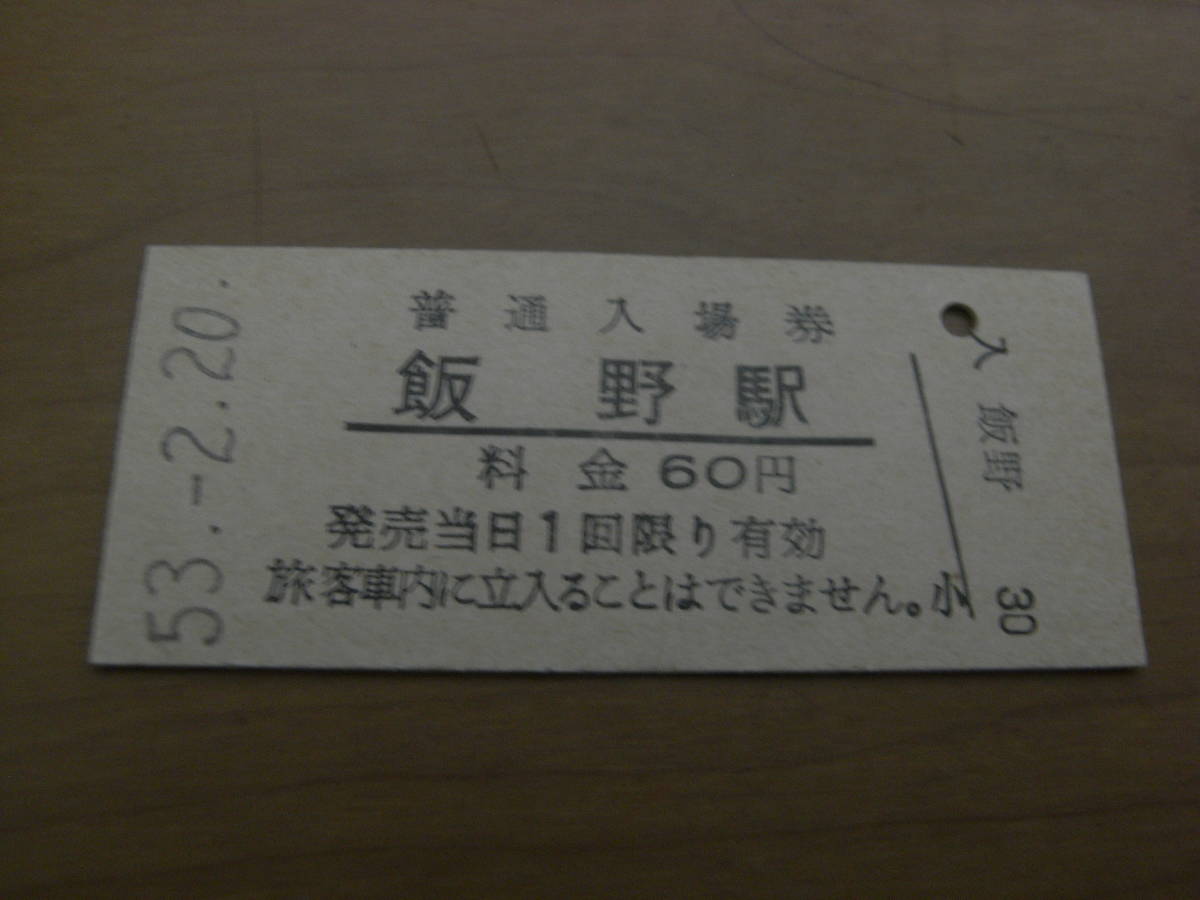 53.-2.20.
普通入場券
飯野駅
料金60円
発売当日1回限り有効
旅客車内に立入ることはできません。
小
入 飯野
30